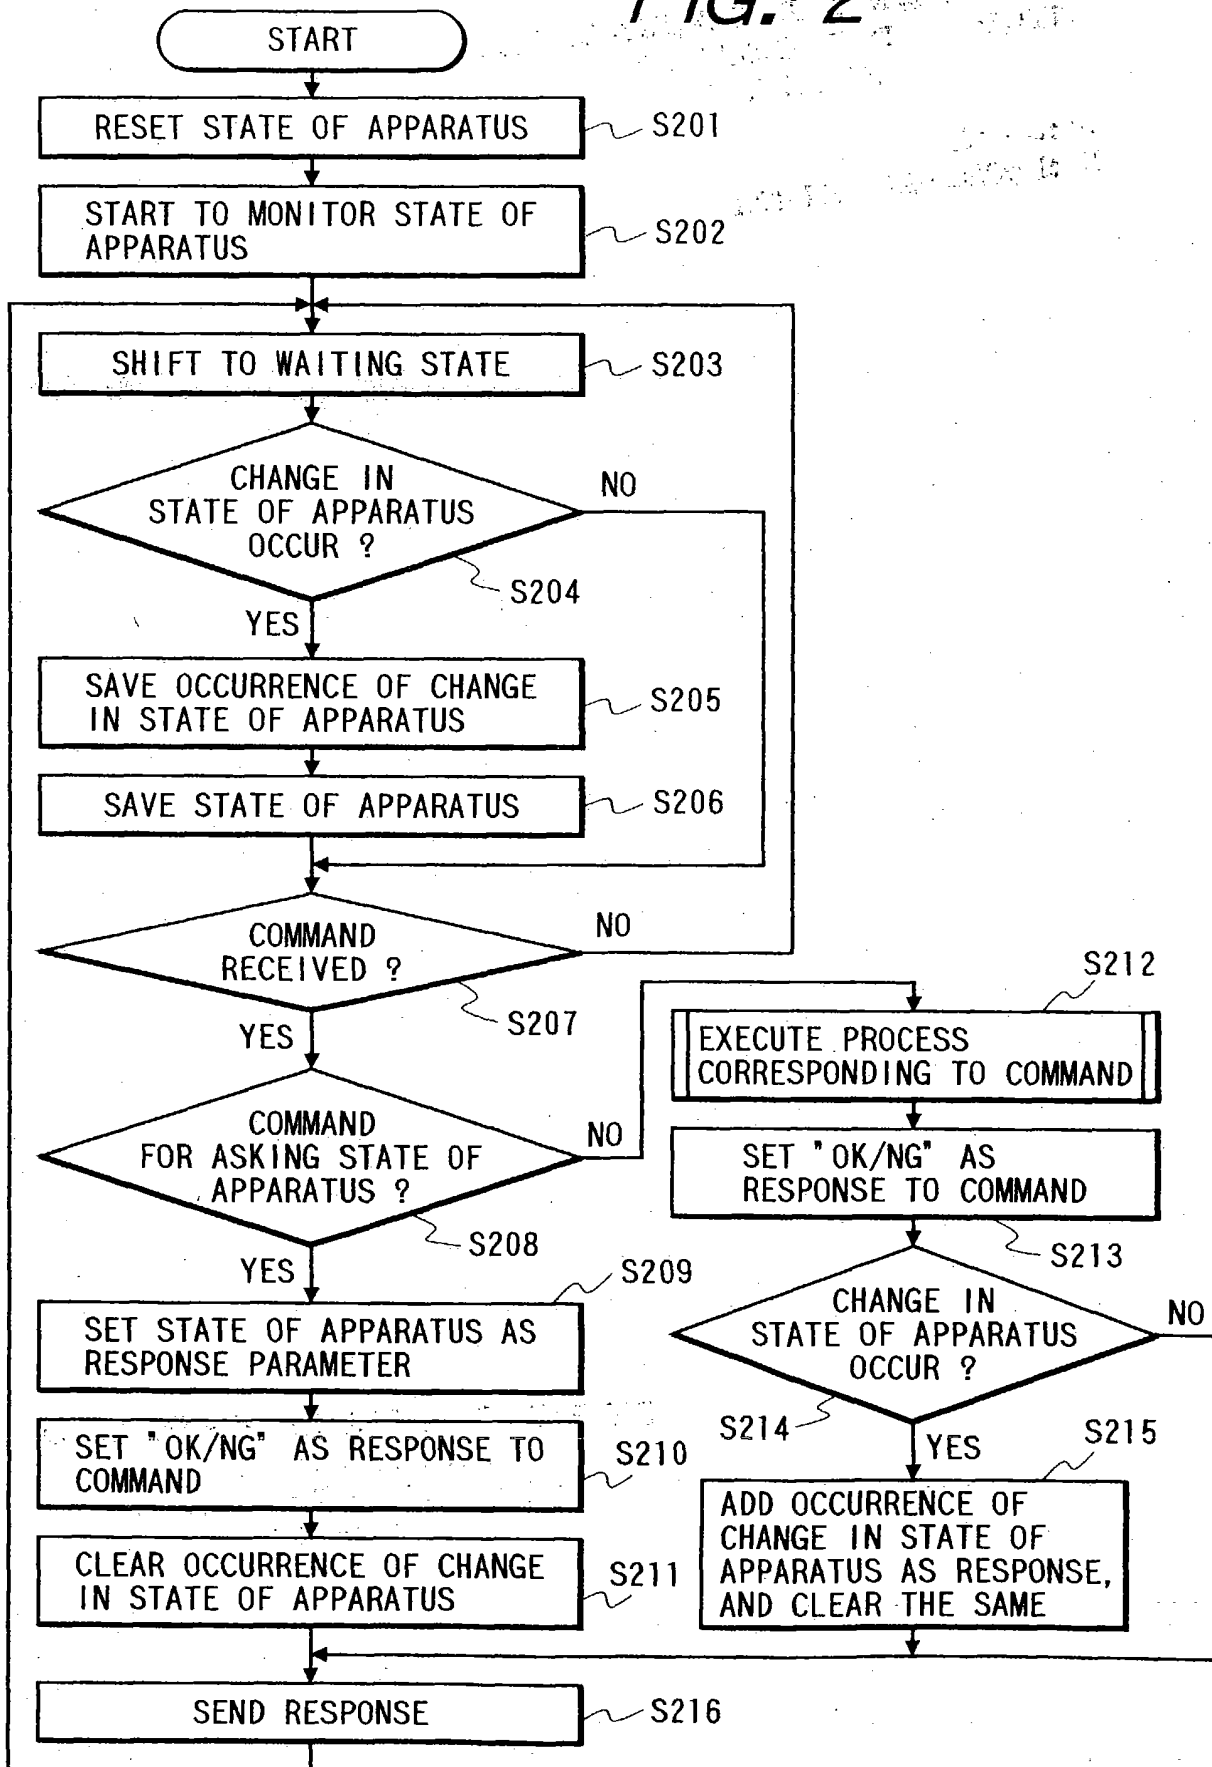 FIG. 2
START
RESET STATE OF APPARATUS
S201
START TO MONITOR STATE OF
APPARATUS
S202
SHIFT TO WAITING STATE
S203
CHANGE IN
STATE OF APPARATUS
OCCUR ?
NO
S204
YES
SAVE OCCURRENCE OF CHANGE
IN STATE OF APPARATUS
S205
SAVE STATE OF APPARATUS
S206
COMMAND
RECEIVED ?
NO
S207
YES
COMMAND
FOR ASKING STATE OF
APPARATUS ?
NO
S208
YES
S209
SET STATE OF APPARATUS AS
RESPONSE PARAMETER
SET "OK/NG" AS RESPONSE TO
COMMAND
S210
CLEAR OCCURRENCE OF CHANGE
IN STATE OF APPARATUS
S211
S212
EXECUTE PROCESS
CORRESPONDING TO COMMAND
SET "OK/NG" AS
RESPONSE TO COMMAND
S213
CHANGE IN
STATE OF APPARATUS
OCCUR ?
NO
S214
YES
S215
ADD OCCURRENCE OF
CHANGE IN STATE OF
APPARATUS AS RESPONSE,
AND CLEAR THE SAME
SEND RESPONSE
S216